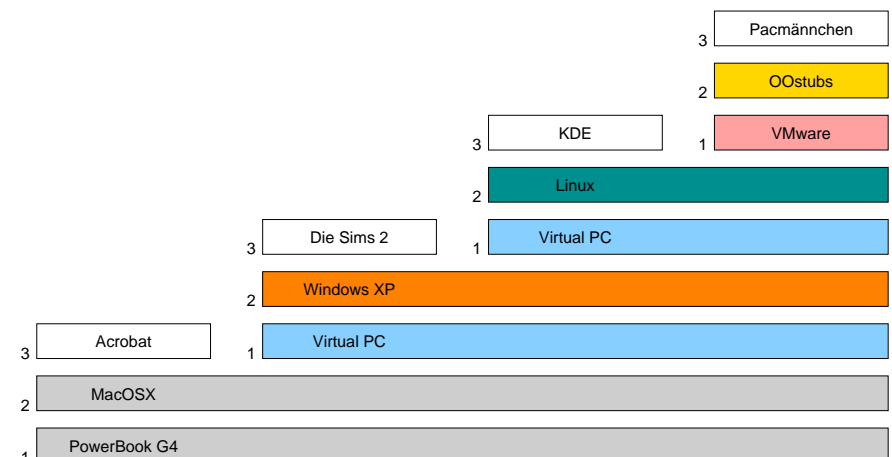 3 Pacmännchen
2 OOstubs
3 KDE 1 VMware
2 Linux
3 Die Sims 2 1 Virtual PC
2 Windows XP
3 Acrobat 1 Virtual PC
2 MacOSX
1 PowerBook G4